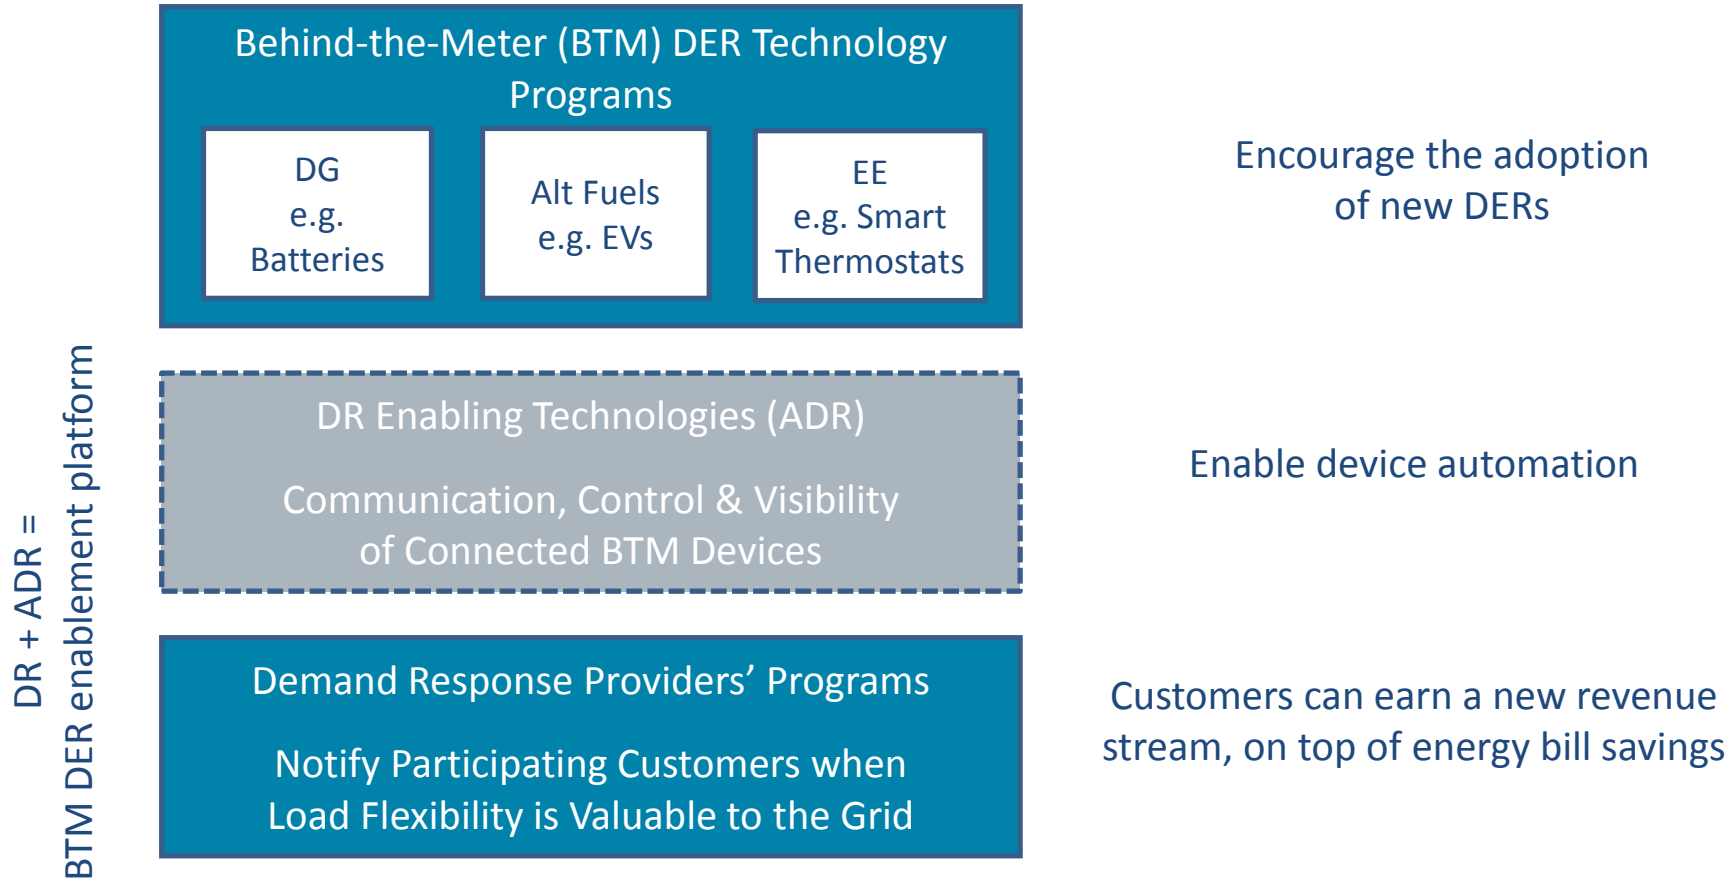 Behind-the-Meter (BTM) DER Technology
Programs
DG
e.g.
Batteries
Alt Fuels
e.g. EVs
EE
e.g. Smart
Thermostats
Encourage the adoption
of new DERs
DR + ADR =
BTM DER enablement platform
DR Enabling Technologies (ADR)
Communication, Control & Visibility
of Connected BTM Devices
Enable device automation
Demand Response Providers’ Programs
Notify Participating Customers when
Load Flexibility is Valuable to the Grid
Customers can earn a new revenue
stream, on top of energy bill savings